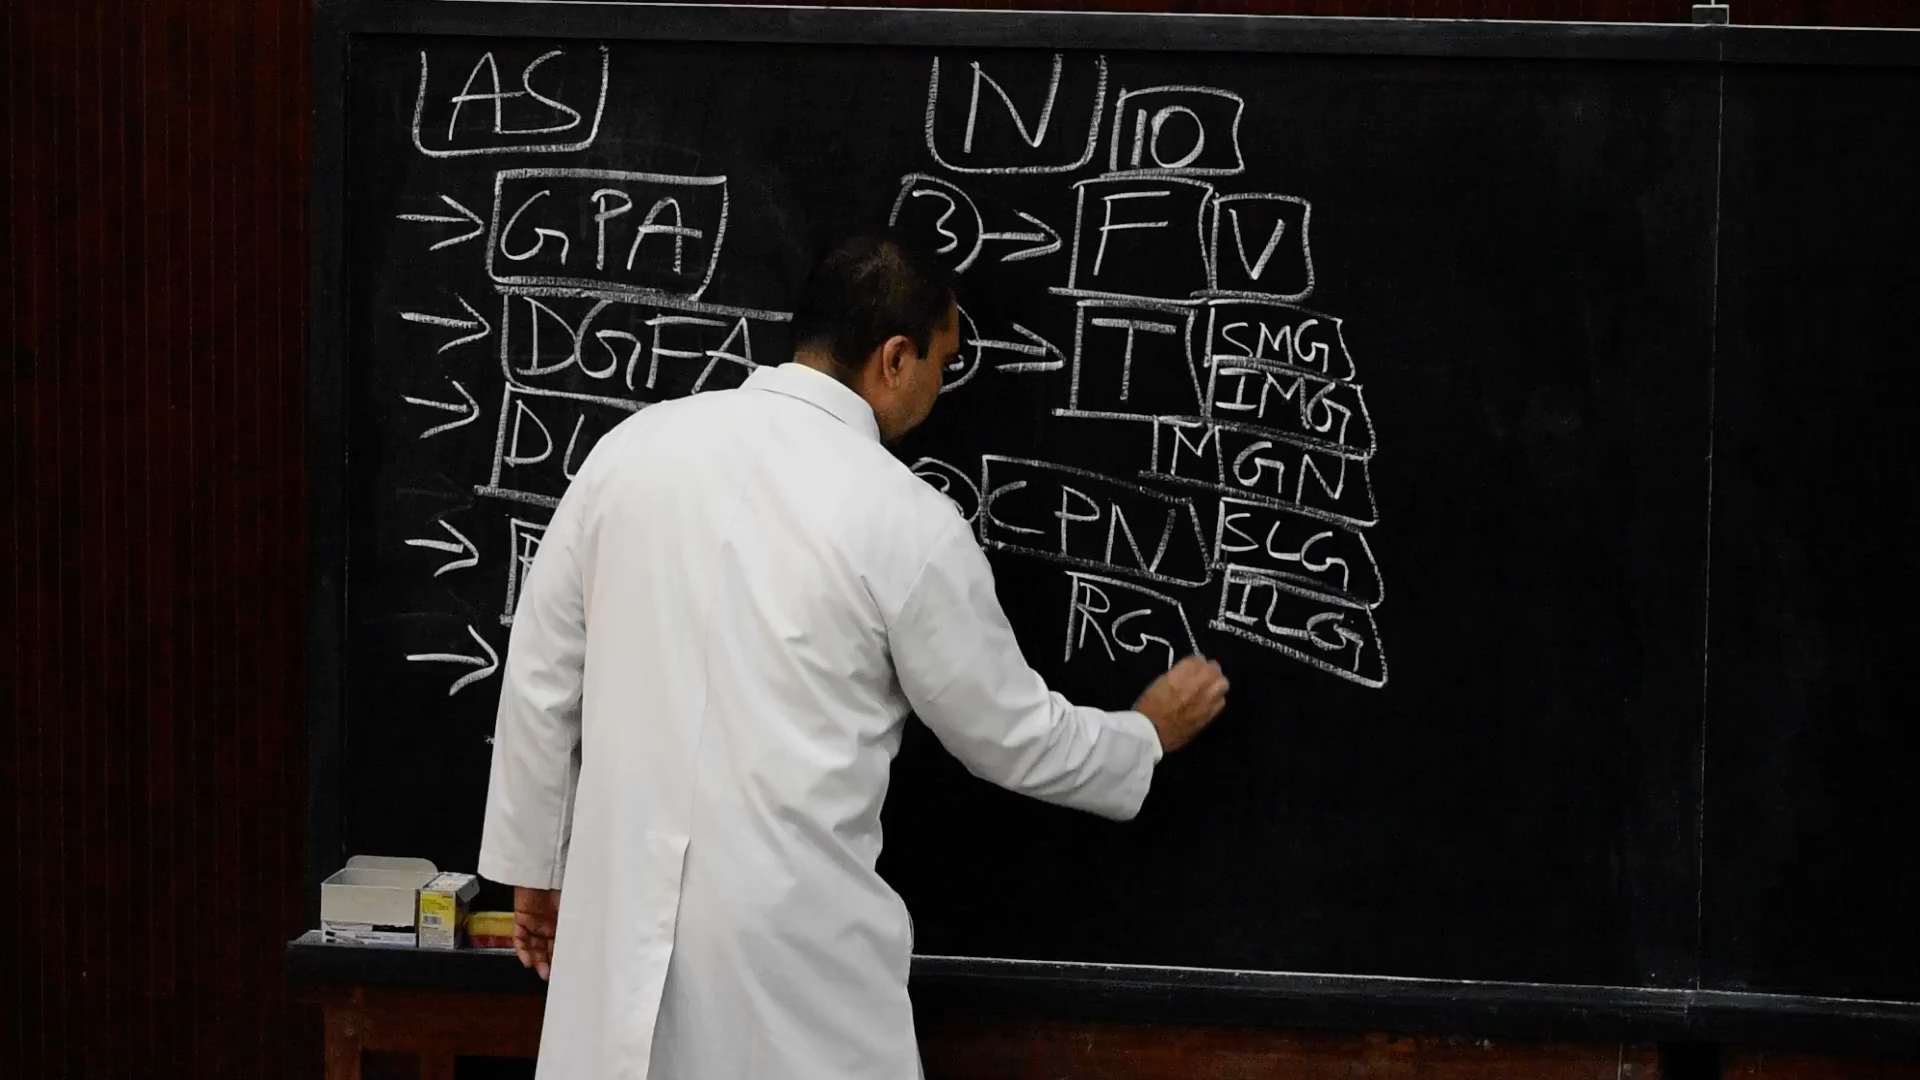 AS
→ GPA
→ DGFA
→
→
→
N 10
3 → F V
→ T SMG
IMG
MGN
CPN SLG
RG ILG